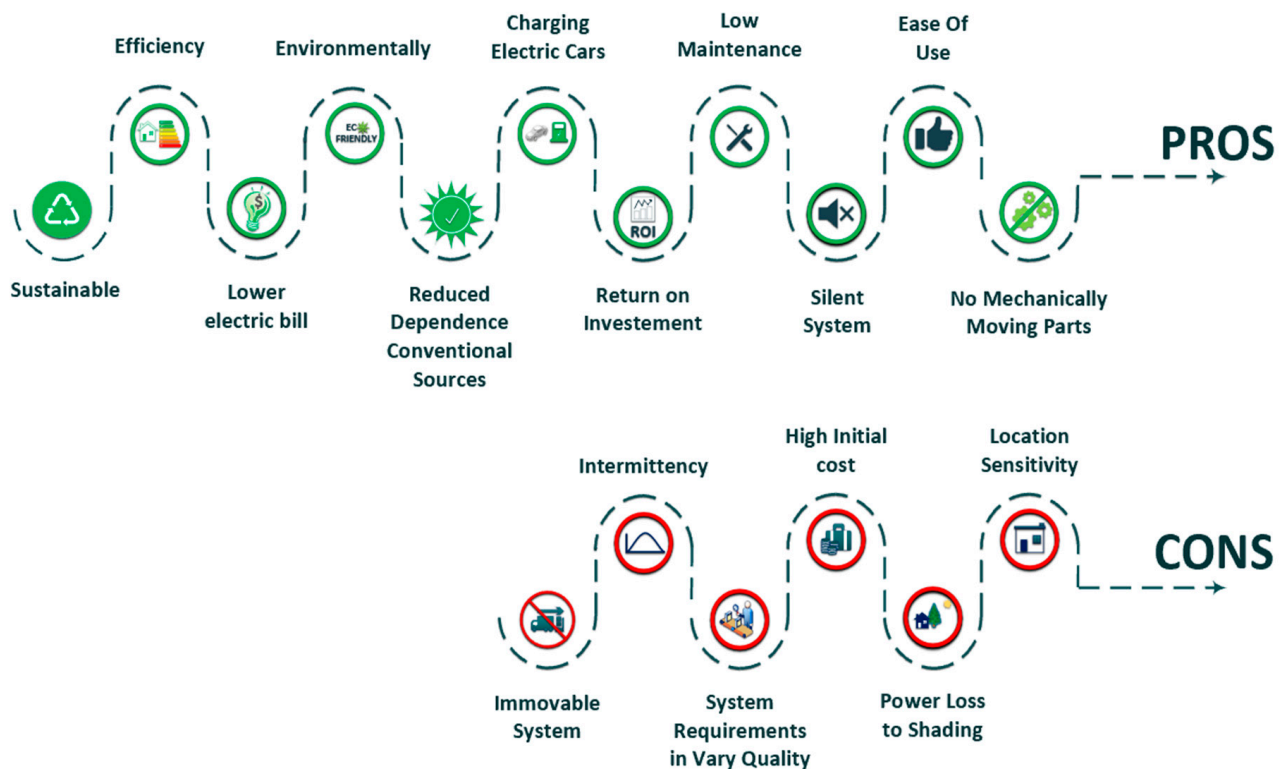 Sustainable
Efficiency
Lower
electric bill
Environmentally
ECO
FRIENDLY
Reduced
Dependence
Conventional
Sources
Charging
Electric Cars
ROI
Return on
Investement
Low
Maintenance
Silent
System
Ease Of
Use
No Mechanically
Moving Parts
PROS
Immovable
System
Intermittency
System
Requirements
in Vary Quality
High Initial
cost
Power Loss
to Shading
Location
Sensitivity
CONS